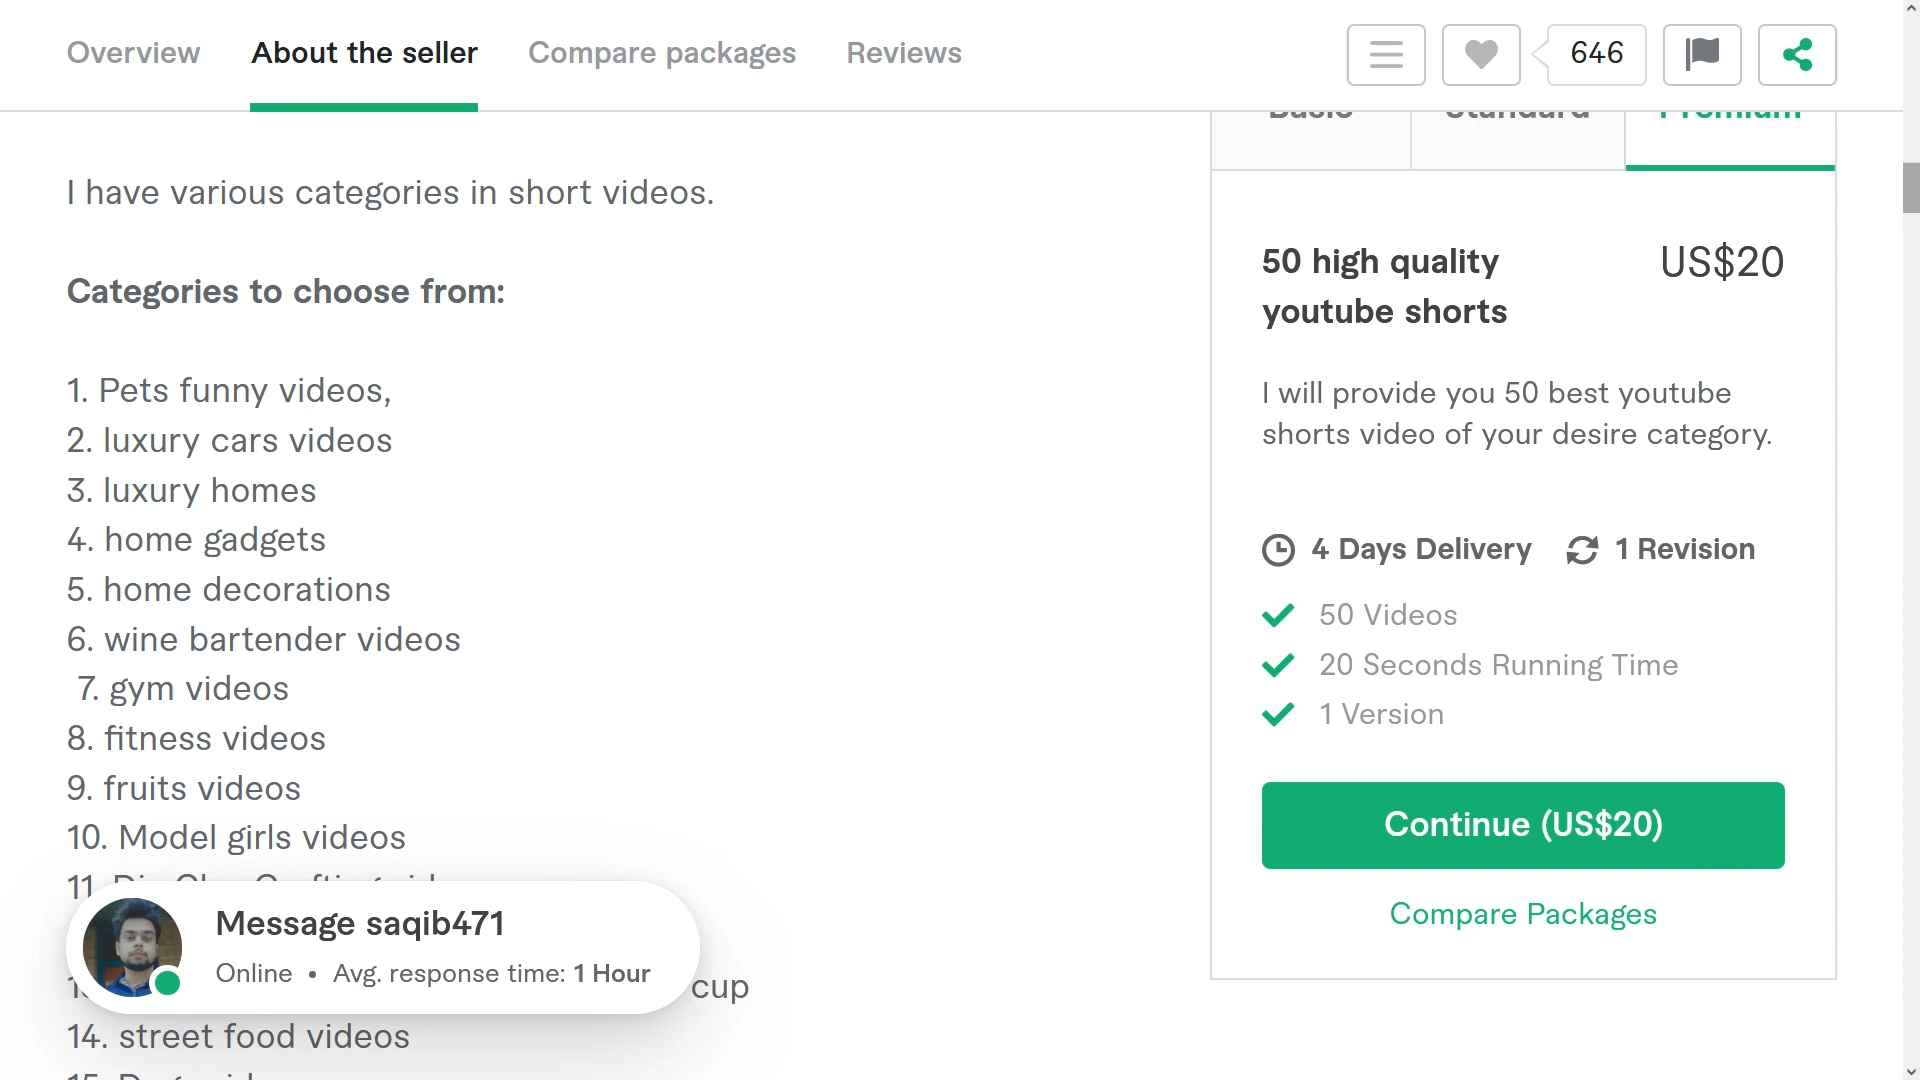 Overview About the seller Compare packages Reviews 646
Premium
I have various categories in short videos.
Categories to choose from:
1. Pets funny videos,
2. luxury cars videos
3. luxury homes
4. home gadgets
5. home decorations
6. wine bartender videos
7. gym videos
8. fitness videos
9. fruits videos
10. Model girls videos
11.
cup
14. street food videos
Message saqib471
Online • Avg. response time: 1 Hour
50 high quality US$20
youtube shorts
I will provide you 50 best youtube
shorts video of your desire category.
4 Days Delivery 1 Revision
50 Videos
20 Seconds Running Time
1 Version
Continue (US$20)
Compare Packages